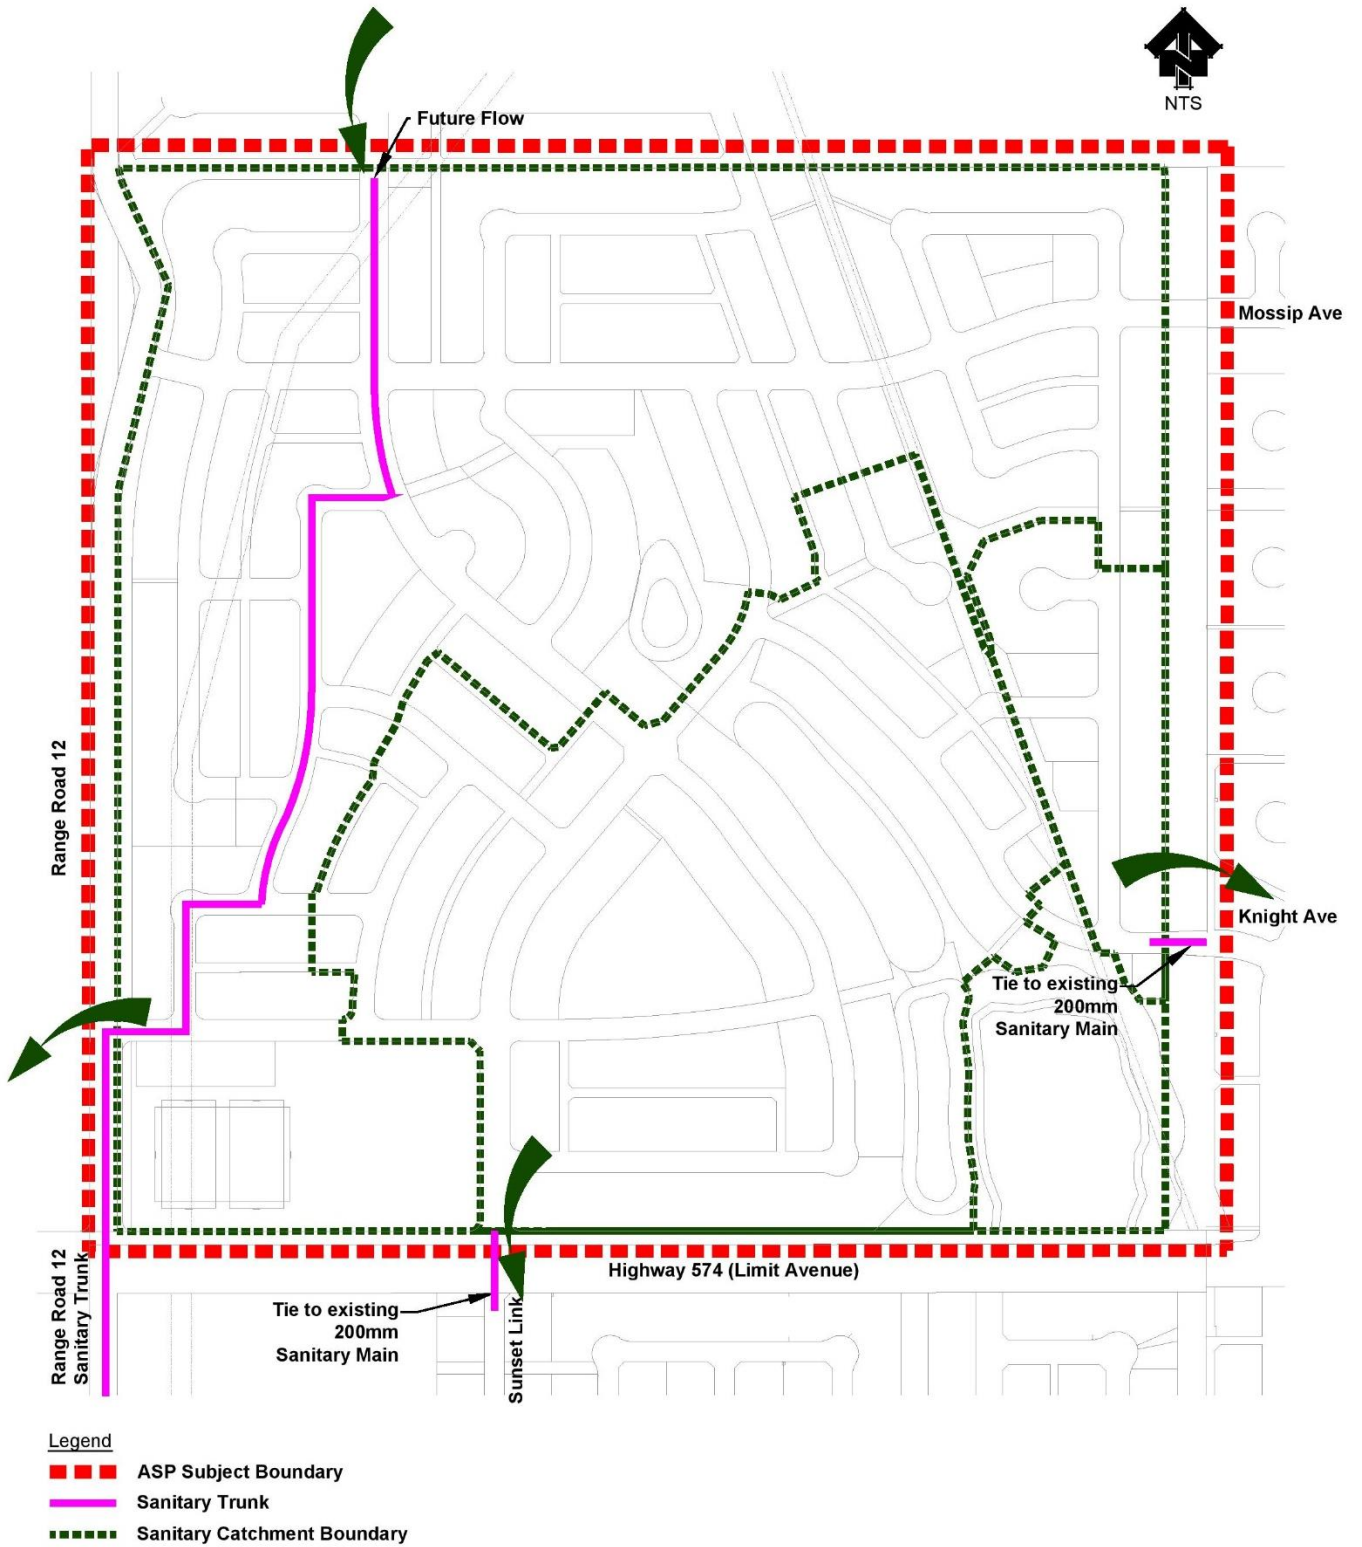 NTS
Future Flow
Mossip Ave
Range Road 12
Knight Ave
Tie to existing
200mm
Sanitary Main
Highway 574 (Limit Avenue)
Range Road 12
Sanitary Trunk
Tie to existing
200mm
Sanitary Main
Sunset Link
Legend
ASP Subject Boundary
Sanitary Trunk
Sanitary Catchment Boundary